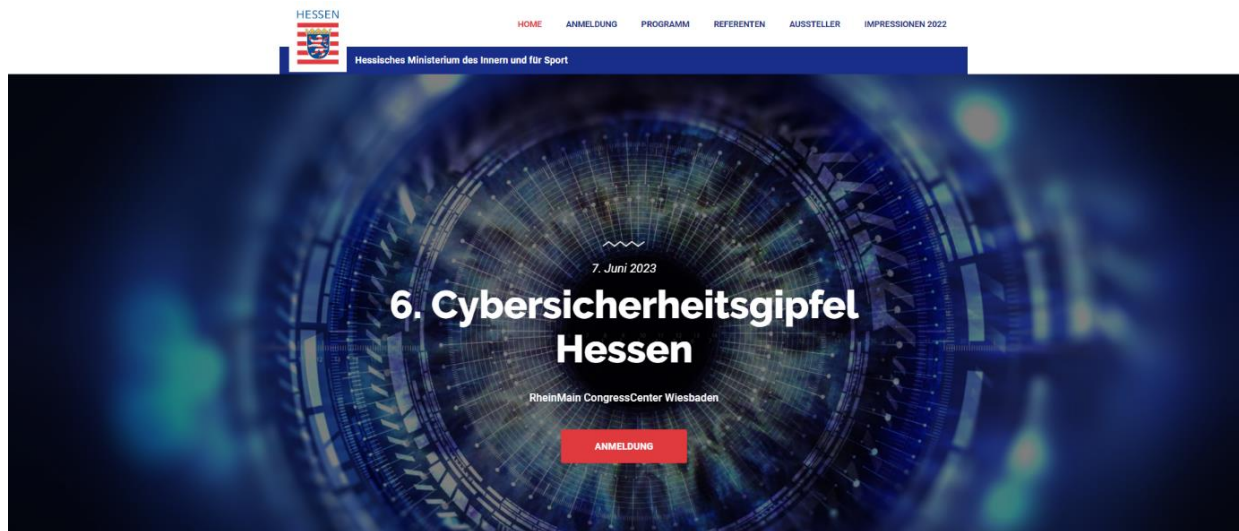 HESSEN
HOME ANMELDUNG PROGRAMM REFERENTEN AUSSTELLER IMPRESSIONEN 2022
Hessisches Ministerium des Innern und für Sport
7. Juni 2023
6. Cybersicherheitsgipfel
Hessen
RheinMain CongressCenter Wiesbaden
ANMELDUNG